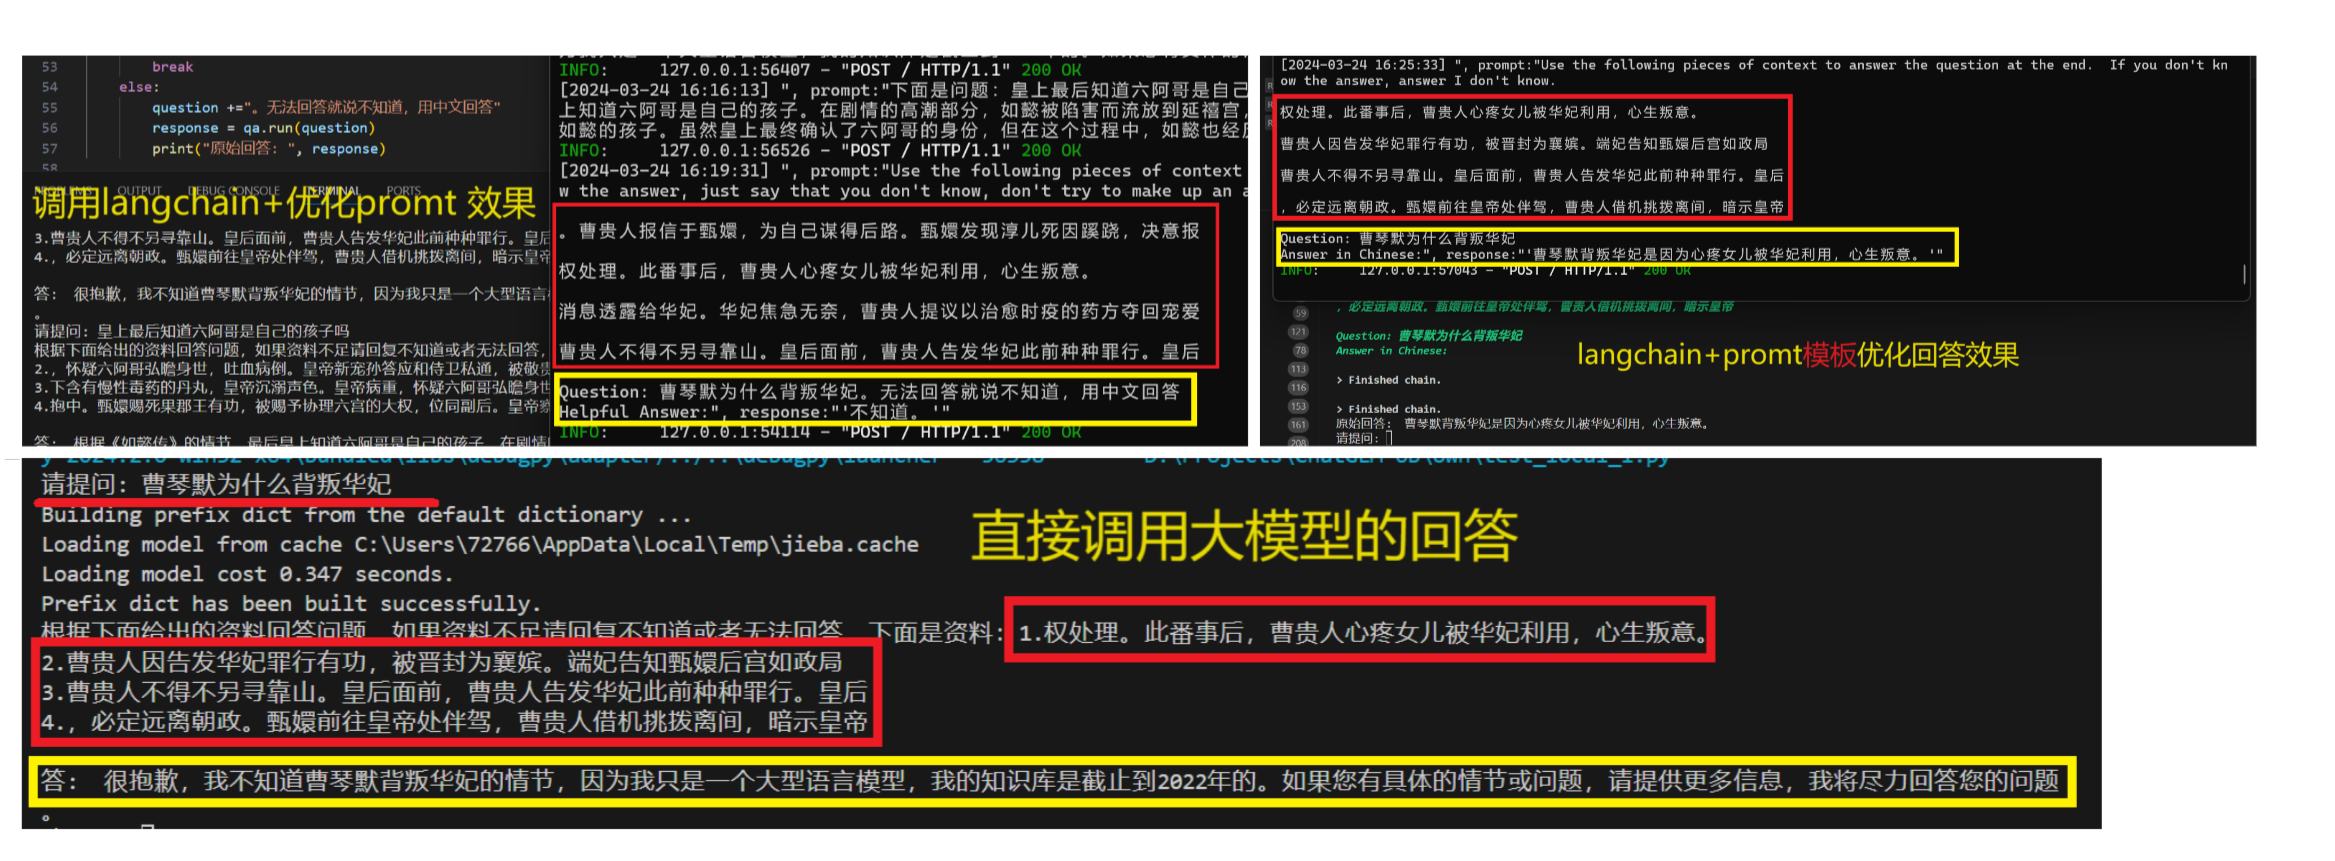 53 break
54 else:
55 question +="。无法回答就说不知道，用中文回答"
56 response = qa.run(question)
57 print("原始回答: ", response)
58
PROBLEMS OUTPUT DEBUG CONSOLE TERMINAL PORTS
调用langchain+优化promt 效果
3.曹贵人不得不另寻靠山。皇后面前，曹贵人告发华妃此前种种罪行。皇后
4.，必定远离朝政。甄嬛前往皇帝处伴驾，曹贵人借机挑拨离间，暗示皇帝
答： 很抱歉，我不知道曹琴默背叛华妃的情节，因为我只是一个大型语言
。
请提问：皇上最后知道六阿哥是自己的孩子吗
根据下面给出的资料回答问题，如果资料不足请回复不知道或者无法回答，
2.，怀疑六阿哥弘瞻身世，吐血病倒。皇帝新宠孙答应和侍卫私通，被敬贵
3.下含有慢性毒药的丹丸，皇帝沉溺声色。皇帝病重，怀疑六阿哥弘瞻身世
4.抱中。甄嬛赐死果郡王有功，被赐予协理六宫的大权，位同副后。皇帝
答： 根据《如懿传》的情节，最后皇上知道六阿哥是自己的孩子。在剧情
INFO: 127.0.0.1:56407 - "POST / HTTP/1.1" 200 OK
[2024-03-24 16:16:13] ", prompt:"下面是问题：皇上最后知道六阿哥是自己
上知道六阿哥是自己的孩子。在剧情的高潮部分，如懿被陷害而流放到延禧宫，
如懿的孩子。虽然皇上最终确认了六阿哥的身份，但在这个过程中，如懿也经历
INFO: 127.0.0.1:56526 - "POST / HTTP/1.1" 200 OK
[2024-03-24 16:19:31] ", prompt:"Use the following pieces of context
w the answer, just say that you don't know, don't try to make up an a
。曹贵人报信于甄嬛，为自己谋得后路。甄嬛发现淳儿死因蹊跷，决意报
权处理。此番事后，曹贵人心疼女儿被华妃利用，心生叛意。
消息透露给华妃。华妃焦急无奈，曹贵人提议以治愈时疫的药方夺回宠爱
曹贵人不得不另寻靠山。皇后面前，曹贵人告发华妃此前种种罪行。皇后
Question: 曹琴默为什么背叛华妃。无法回答就说不知道，用中文回答
Helpful Answer:", response:"'不知道。'"
INFO: 127.0.0.1:54114 - "POST / HTTP/1.1" 200 OK
[2024-03-24 16:25:33] ", prompt:"Use the following pieces of context to answer the question at the end.  If you don't kn
ow the answer, answer I don't know.
权处理。此番事后，曹贵人心疼女儿被华妃利用，心生叛意。
曹贵人因告发华妃罪行有功，被晋封为襄嫔。端妃告知甄嬛后宫如政局
曹贵人不得不另寻靠山。皇后面前，曹贵人告发华妃此前种种罪行。皇后
，必定远离朝政。甄嬛前往皇帝处伴驾，曹贵人借机挑拨离间，暗示皇帝
Question: 曹琴默为什么背叛华妃
Answer in Chinese:", response:"'曹琴默背叛华妃是因为心疼女儿被华妃利用，心生叛意。'"
INFO: 127.0.0.1:57043 - "POST / HTTP/1.1" 200 OK
59 ，必定远离朝政。甄嬛前往皇帝处伴驾，曹贵人借机挑拨离间，暗示皇帝
121 Question: 曹琴默为什么背叛华妃
78 Answer in Chinese:
langchain+promt模板优化回答效果
113
116 > Finished chain.
153 > Finished chain.
161 原始回答： 曹琴默背叛华妃是因为心疼女儿被华妃利用，心生叛意。
208 请提问：
请提问：曹琴默为什么背叛华妃
Building prefix dict from the default dictionary ...
Loading model from cache C:\Users\72766\AppData\Local\Temp\jieba.cache
直接调用大模型的回答
Loading model cost 0.347 seconds.
Prefix dict has been built successfully.
根据下面给出的资料回答问题，如果资料不足请回复不知道或者无法回答，下面是资料：1.权处理。此番事后，曹贵人心疼女儿被华妃利用，心生叛意。
2.曹贵人因告发华妃罪行有功，被晋封为襄嫔。端妃告知甄嬛后宫如政局
3.曹贵人不得不另寻靠山。皇后面前，曹贵人告发华妃此前种种罪行。皇后
4.，必定远离朝政。甄嬛前往皇帝处伴驾，曹贵人借机挑拨离间，暗示皇帝
答： 很抱歉，我不知道曹琴默背叛华妃的情节，因为我只是一个大型语言模型，我的知识库是截止到2022年的。如果您有具体的情节或问题，请提供更多信息，我将尽力回答您的问题
。